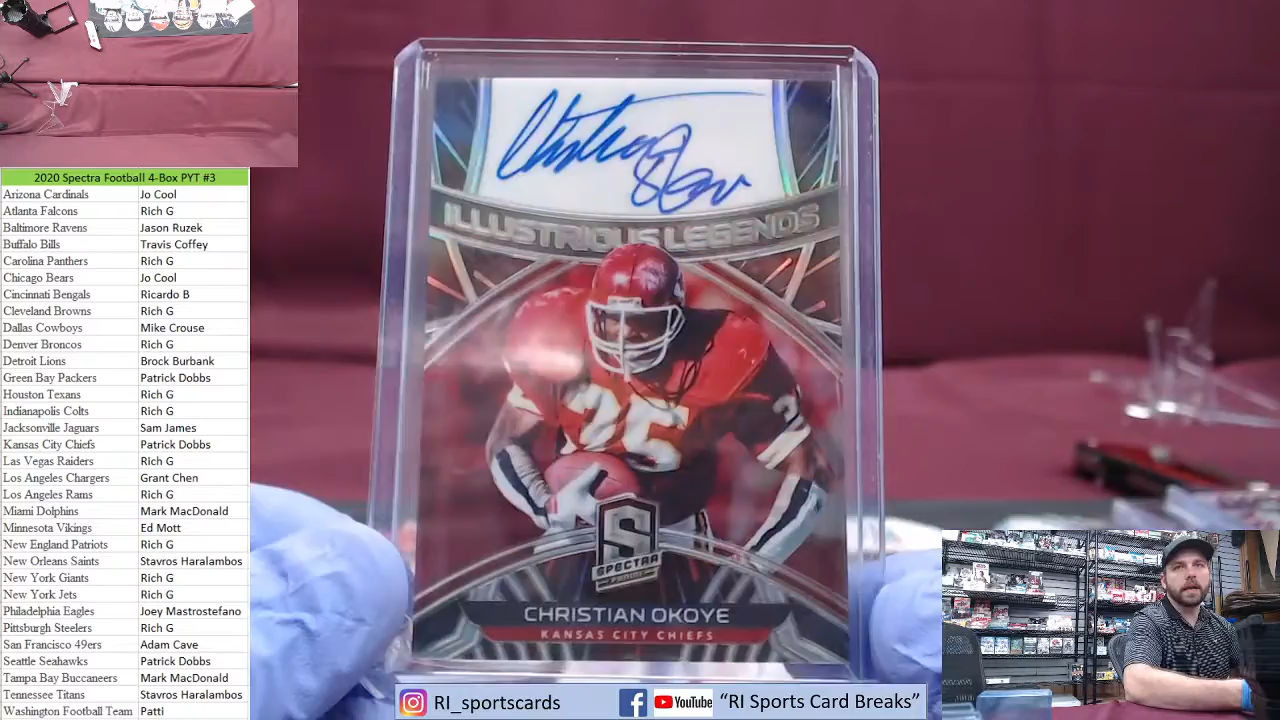 2020 Spectra Football 4-Box PYT #3
Arizona Cardinals Jo Cool
Atlanta Falcons Rich G
Baltimore Ravens Jason Ruzek
Buffalo Bills Travis Coffey
Carolina Panthers Rich G
Chicago Bears Jo Cool
Cincinnati Bengals Ricardo B
Cleveland Browns Rich G
Dallas Cowboys Mike Crouse
Denver Broncos Rich G
Detroit Lions Brock Burbank
Green Bay Packers Patrick Dobbs
Houston Texans Rich G
Indianapolis Colts Rich G
Jacksonville Jaguars Sam James
Kansas City Chiefs Patrick Dobbs
Las Vegas Raiders Rich G
Los Angeles Chargers Grant Chen
Los Angeles Rams Rich G
Miami Dolphins Mark MacDonald
Minnesota Vikings Ed Mott
New England Patriots Rich G
New Orleans Saints Stavros Haralambos
New York Giants Rich G
New York Jets Rich G
Philadelphia Eagles Joey Mastrostefano
Pittsburgh Steelers Rich G
San Francisco 49ers Adam Cave
Seattle Seahawks Patrick Dobbs
Tampa Bay Buccaneers Mark MacDonald
Tennessee Titans Stavros Haralambos
Washington Football Team Patti
ILLUSTRIOUS LEGENDS
35
S
SPECTRA
PANINI
CHRISTIAN OKOYE
KANSAS CITY CHIEFS
RI_sportscards YouTube “RI Sports Card Breaks”